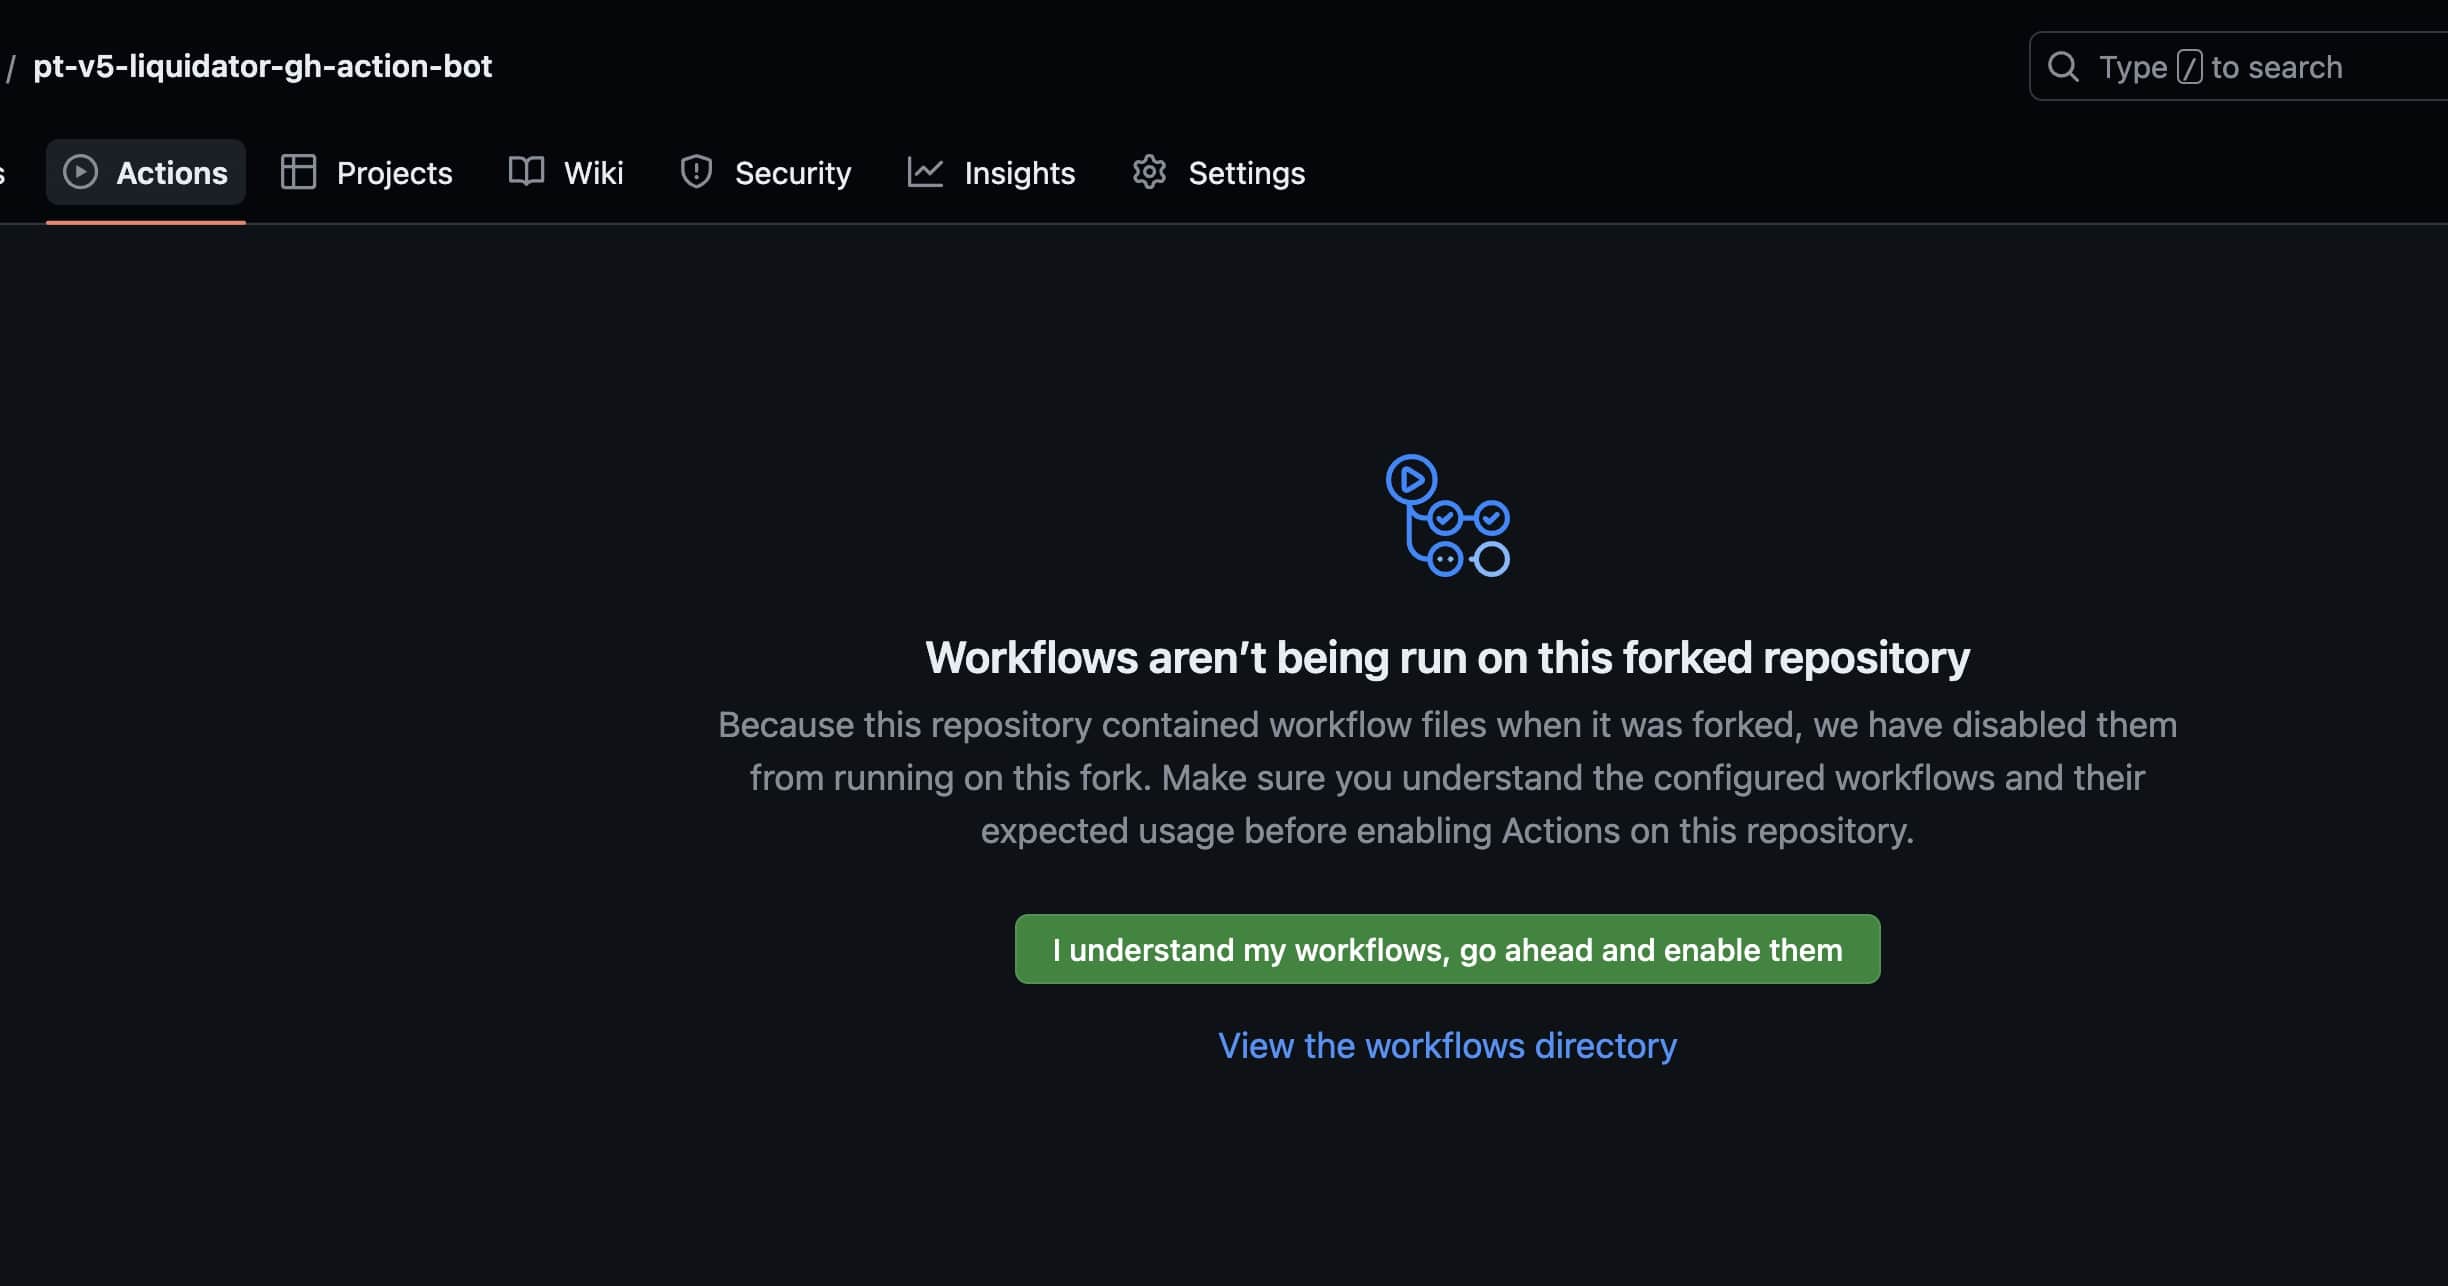 / pt-v5-liquidator-gh-action-bot
Type / to search
s Actions Projects Wiki Security Insights Settings
Workflows aren’t being run on this forked repository
Because this repository contained workflow files when it was forked, we have disabled them
from running on this fork. Make sure you understand the configured workflows and their
expected usage before enabling Actions on this repository.
I understand my workflows, go ahead and enable them
View the workflows directory